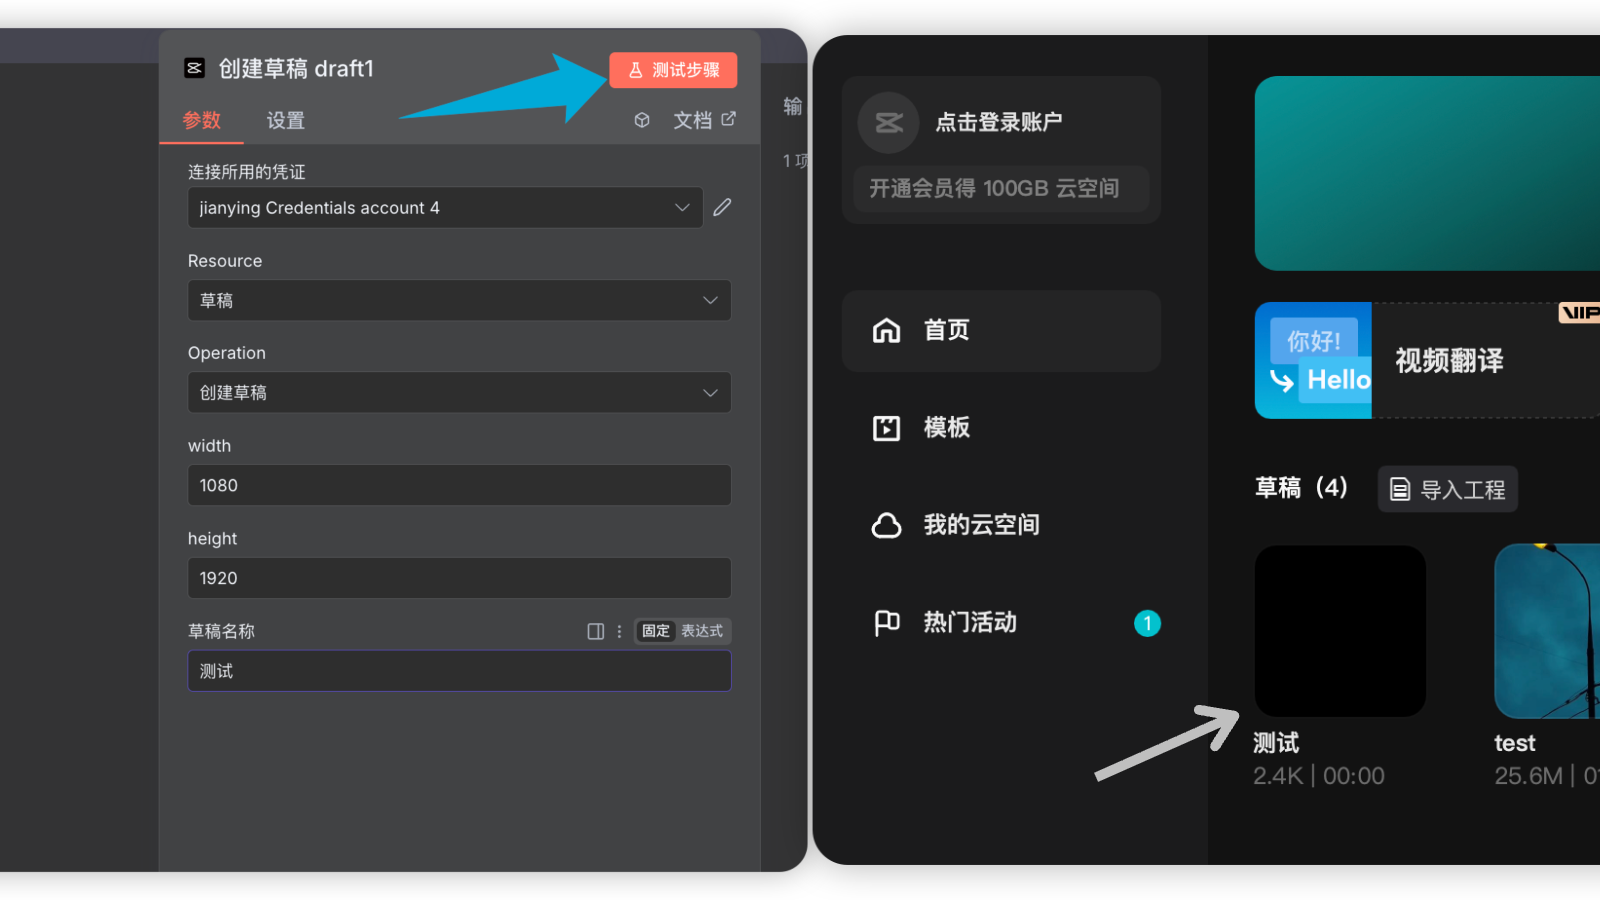 创建草稿 draft1
测试步骤
参数
设置
文档
连接所用的凭证
jianying Credentials account 4
Resource
草稿
Operation
创建草稿
width
1080
height
1920
草稿名称
固定
表达式
测试
输
1 项
点击登录账户
开通会员得 100GB 云空间
首页
模板
我的云空间
热门活动
1
你好!
Hello
视频翻译
VIP
草稿（4）
导入工程
测试
2.4K | 00:00
test
25.6M | 0